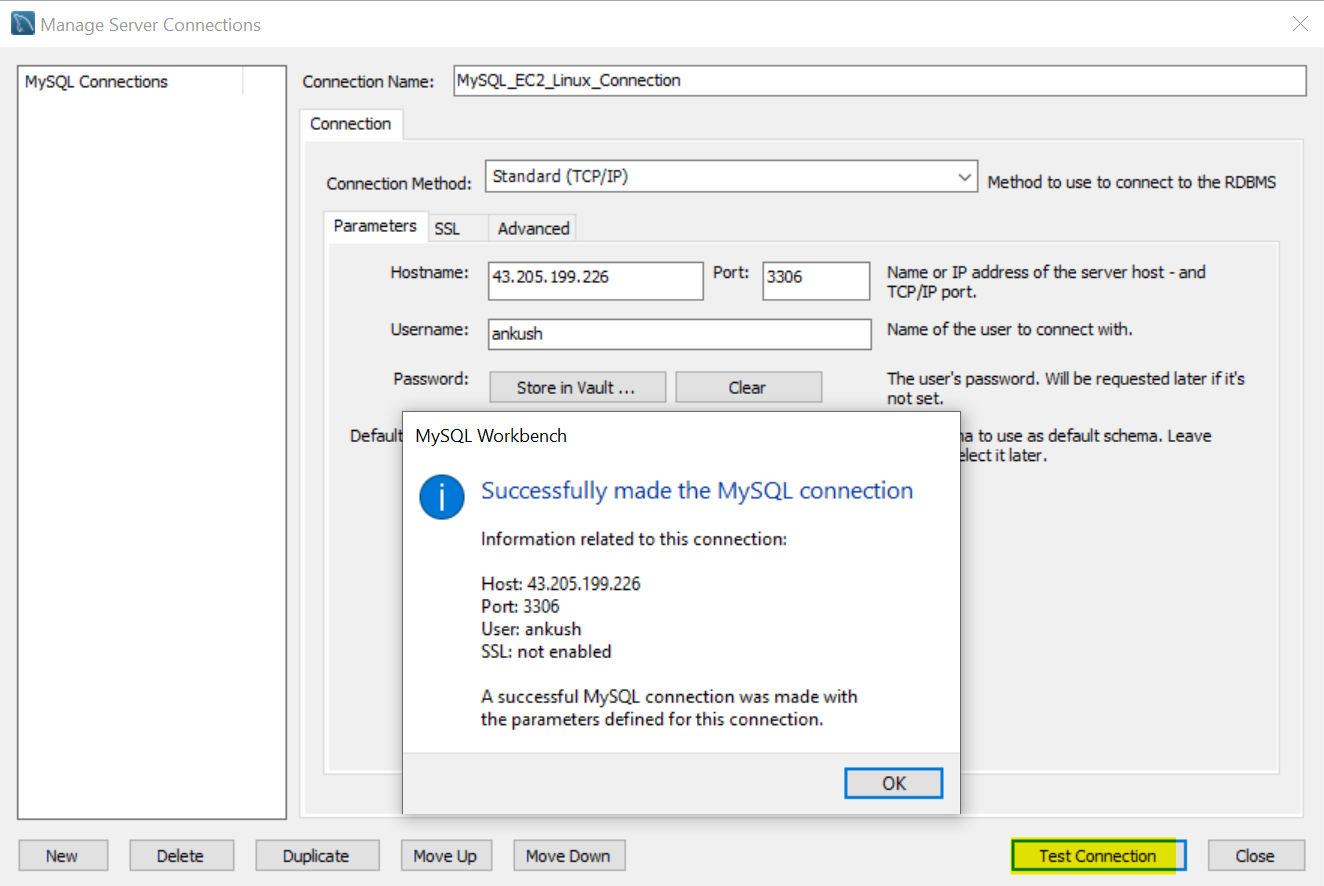 Manage Server Connections
MySQL Connections
Connection Name: MySQL_EC2_Linux_Connection
Connection
Connection Method: Standard (TCP/IP) Method to use to connect to the RDBMS
Parameters SSL Advanced
Hostname: 43.205.199.226 Port: 3306 Name or IP address of the server host - and
TCP/IP port.
Username: ankush Name of the user to connect with.
Password: Store in Vault ... Clear The user's password. Will be requested later if it's
not set.
Default to use as default schema. Leave
it later.
MySQL Workbench
Successfully made the MySQL connection
Information related to this connection:
Host: 43.205.199.226
Port: 3306
User: ankush
SSL: not enabled
A successful MySQL connection was made with
the parameters defined for this connection.
OK
New Delete Duplicate Move Up Move Down Test Connection Close